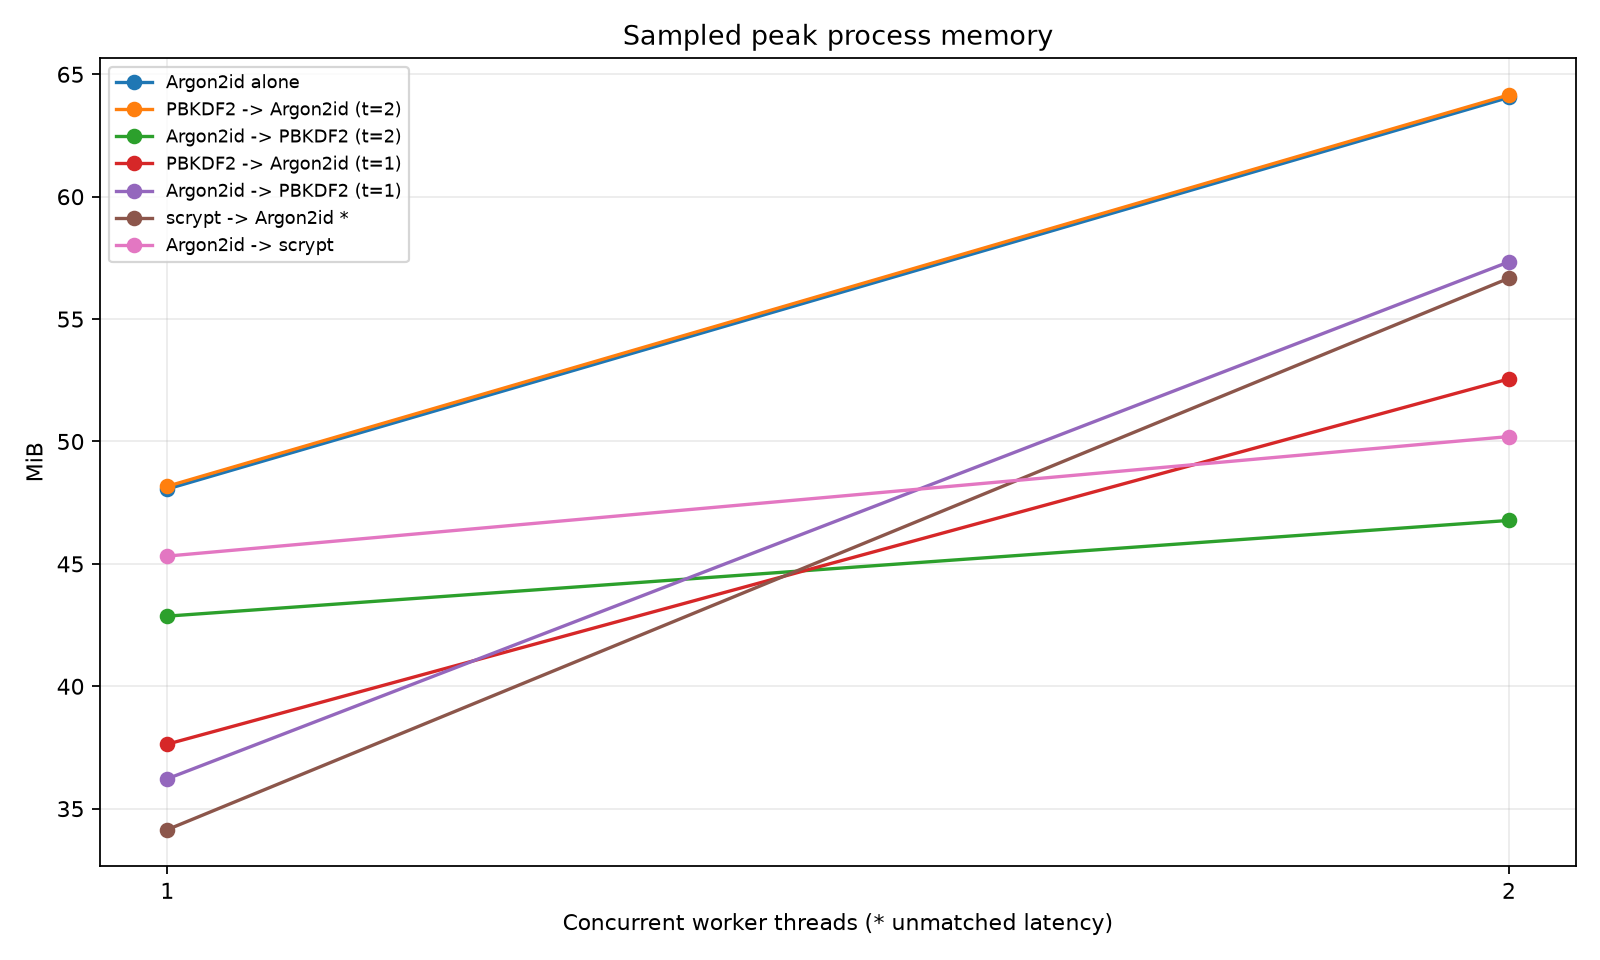 Sampled peak process memory
Argon2id alone
PBKDF2 -> Argon2id (t=2)
Argon2id -> PBKDF2 (t=2)
PBKDF2 -> Argon2id (t=1)
Argon2id -> PBKDF2 (t=1)
scrypt -> Argon2id *
Argon2id -> scrypt
MiB
65
60
55
50
45
40
35
1
2
Concurrent worker threads (* unmatched latency)